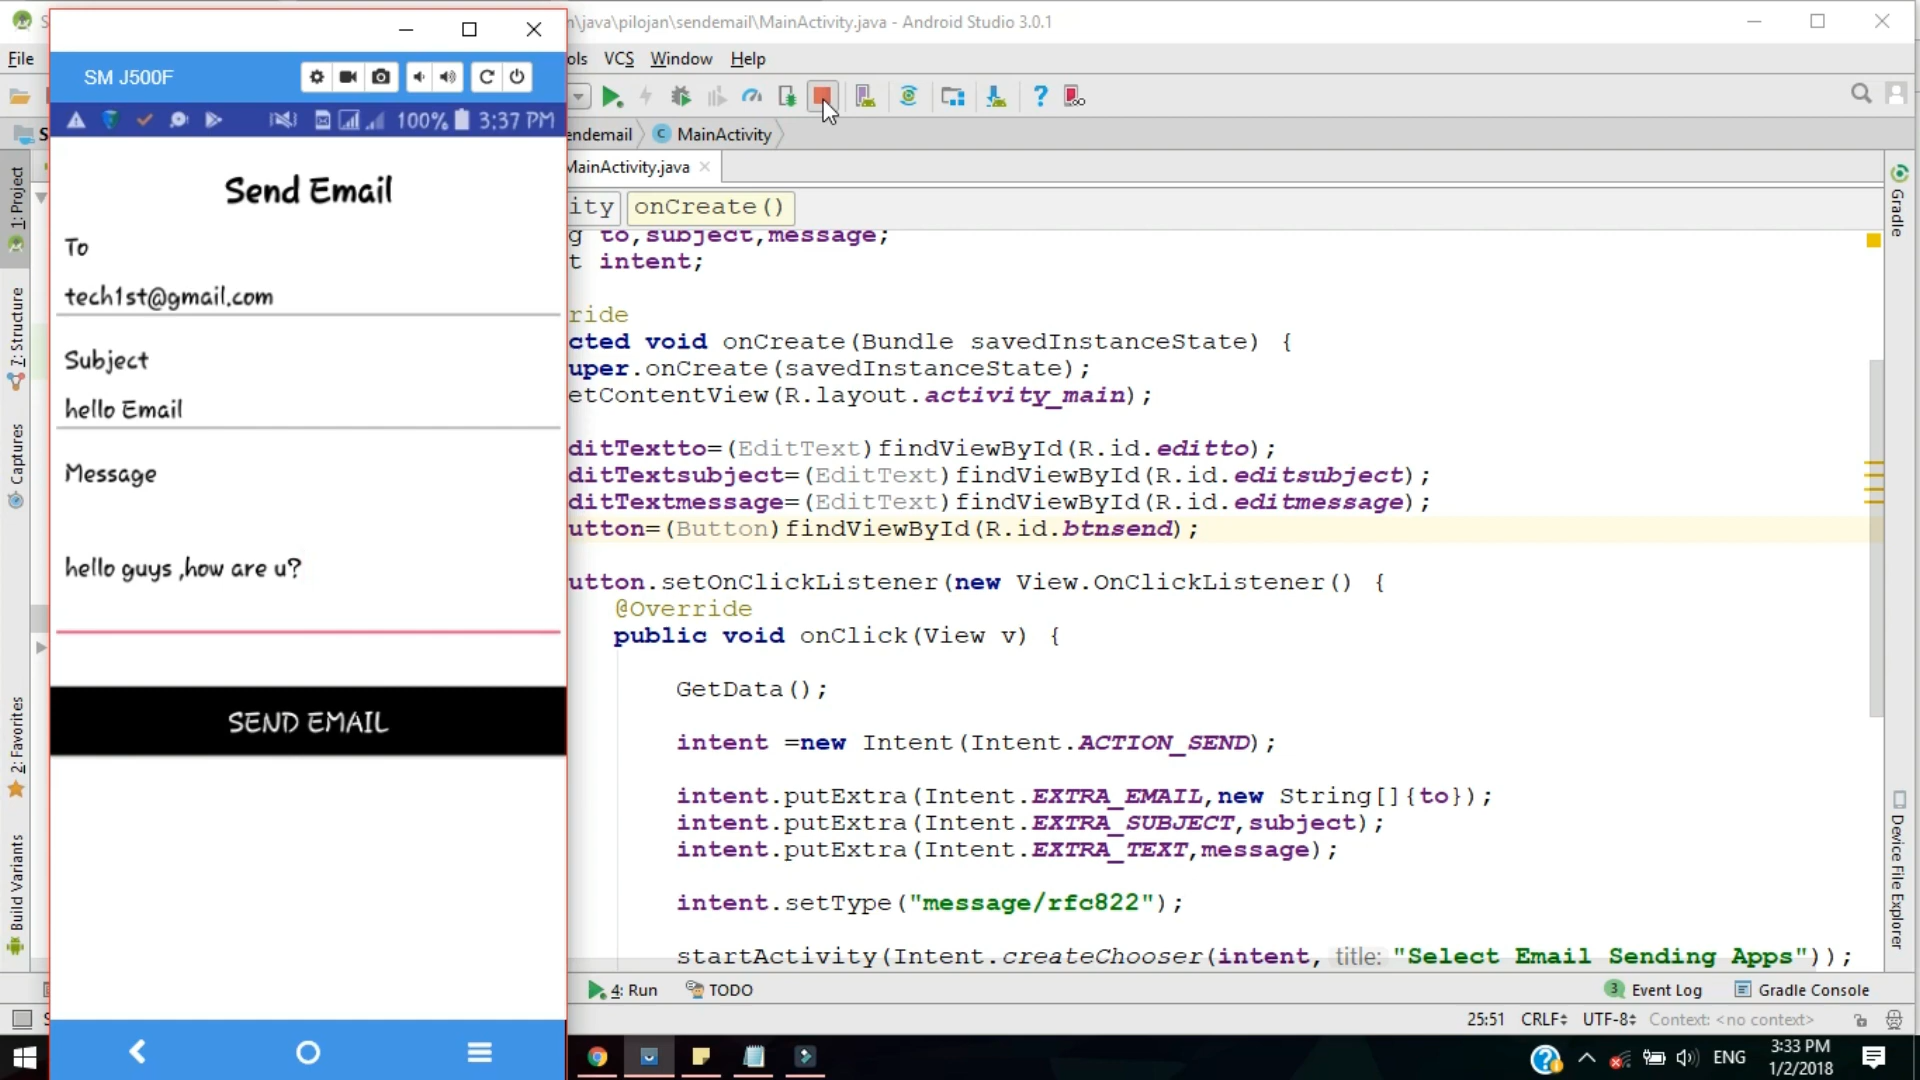 n\java\pilojan\sendemail\MainActivity.java - Android Studio 3.0.1
File
ols VCS Window Help
SM J500F
100% 3:37 PM
endemail MainActivity
MainActivity.java
ity onCreate()
1: Project
Z: Structure
Captures
2: Favorites
Build Variants
Send Email
To
tech1st@gmail.com
Subject
hello Email
Message
hello guys ,how are u?
SEND EMAIL
g to,subject,message;
t intent;
ride
cted void onCreate(Bundle savedInstanceState) {
uper.onCreate(savedInstanceState);
etContentView(R.layout.activity_main);
ditTextto=(EditText)findViewById(R.id.editto);
ditTextsubject=(EditText)findViewById(R.id.editsubject);
ditTextmessage=(EditText)findViewById(R.id.editmessage);
utton=(Button)findViewById(R.id.btnsend);
utton.setOnClickListener(new View.OnClickListener() {
@Override
public void onClick(View v) {
GetData();
intent =new Intent(Intent.ACTION_SEND);
intent.putExtra(Intent.EXTRA_EMAIL,new String[]{to});
intent.putExtra(Intent.EXTRA_SUBJECT,subject);
intent.putExtra(Intent.EXTRA_TEXT,message);
intent.setType("message/rfc822");
startActivity(Intent.createChooser(intent, title: "Select Email Sending Apps"));
Gradle
Device File Explorer
4: Run TODO
3 Event Log Gradle Console
25:51 CRLF UTF-8 Context: <no context>
ENG
3:33 PM
1/2/2018